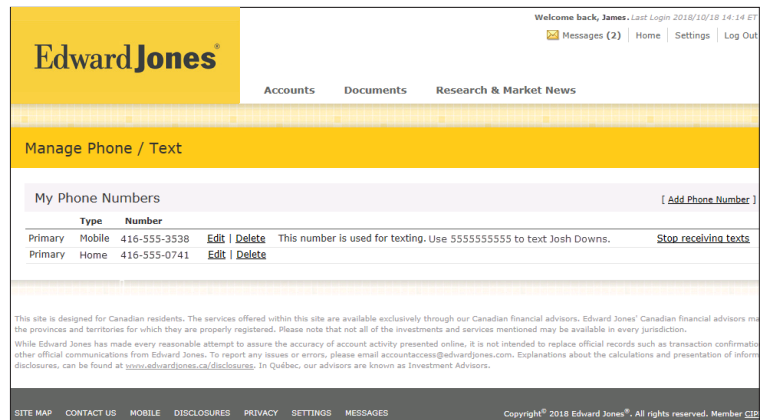 Welcome back, James. Last Login 2018/10/18 14:14 ET
Messages (2) Home Settings Log Out
Edward Jones®
Accounts Documents Research & Market News
Manage Phone / Text
My Phone Numbers [ Add Phone Number ]
Type Number
Primary Mobile 416-555-3538 Edit | Delete This number is used for texting. Use 5555555555 to text Josh Downs. Stop receiving texts
Primary Home 416-555-0741 Edit | Delete
This site is designed for Canadian residents. The services offered within this site are available exclusively through our Canadian financial advisors. Edward Jones' Canadian financial advisors ma
the provinces and territories for which they are properly registered. Please note that not all of the investments and services mentioned may be available in every jurisdiction.
While Edward Jones has made every reasonable attempt to assure the accuracy of account activity presented online, it is not intended to replace official records such as transaction confirmatio
other official communications from Edward Jones. To report any issues or errors, please email accountaccess@edwardjones.com. Explanations about the calculations and presentation of inform
disclosures, can be found at www.edwardjones.ca/disclosures. In Québec, our advisors are known as Investment Advisors.
SITE MAP CONTACT US MOBILE DISCLOSURES PRIVACY SETTINGS MESSAGES Copyright® 2018 Edward Jones®. All rights reserved. Member CIP